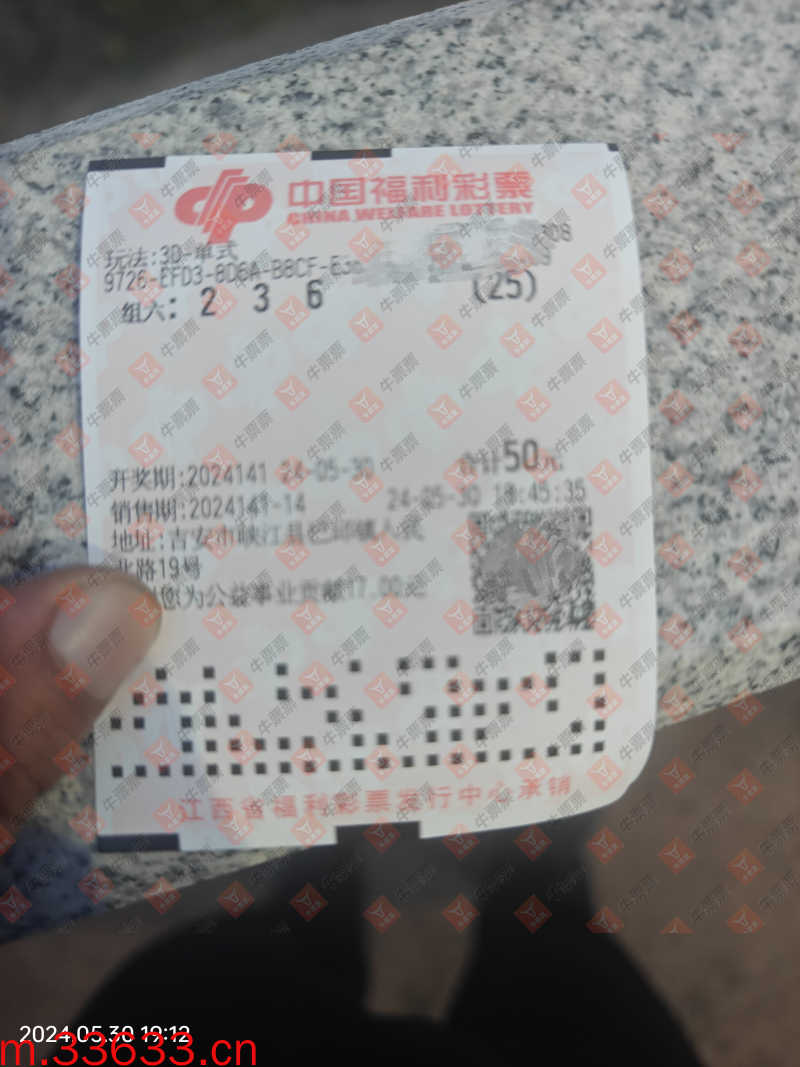 中国福利彩票
CHINA WELFARE LOTTERY
玩法:3D-单式
9726-EFD3-8D6A-B8CF-E3
组六: 2 3 6 (25)
开奖期:2024141 24-05-30 合计50元
销售期:2024141-14 24-05-30 18:45:35
地址:吉安市峡江县巴邱镇人民
北路19号
您为公益事业贡献17.00元
江西省福利彩票发行中心承销
牛票票
2024.05.30 19:12
m.33633.cn